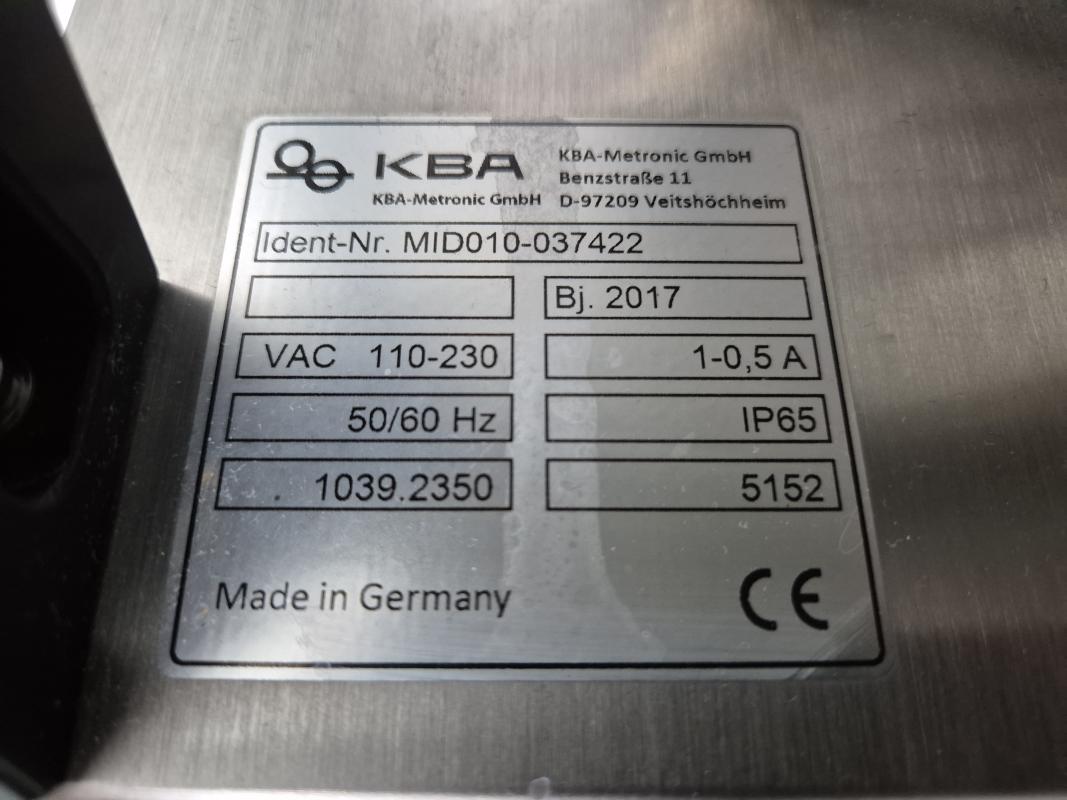 KBA
KBA-Metronic GmbH
KBA-Metronic GmbH
Benzstraße 11
D-97209 Veitshöchheim
Ident-Nr. MID010-037422
Bj. 2017
VAC 110-230
1-0,5 A
50/60 Hz
IP65
. 1039.2350
5152
Made in Germany
CE